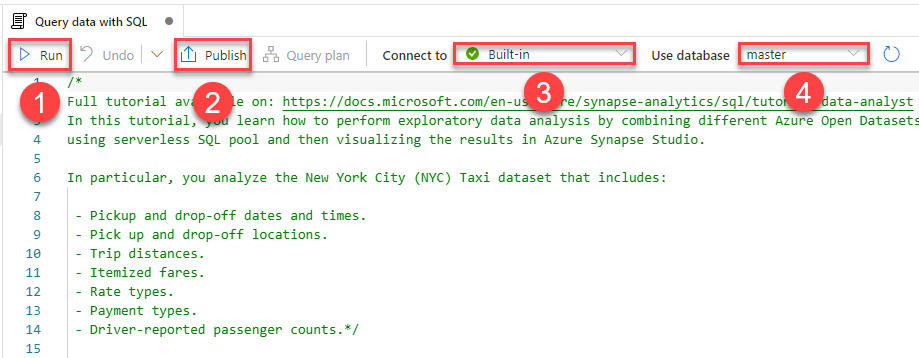 Query data with SQL
Run Undo Publish Query plan Connect to Built-in Use database master
1 /*
1 2 3 4
Full tutorial ava e on: https://docs.microsoft.com/en-us re/synapse-analytics/sql/tuto data-analyst
3 In this tutorial, you learn how to perform exploratory data analysis by combining different Azure Open Datasets
4 using serverless SQL pool and then visualizing the results in Azure Synapse Studio.
5
6 In particular, you analyze the New York City (NYC) Taxi dataset that includes:
7
8 - Pickup and drop-off dates and times.
9 - Pick up and drop-off locations.
10 - Trip distances.
11 - Itemized fares.
12 - Rate types.
13 - Payment types.
14 - Driver-reported passenger counts.*/
15